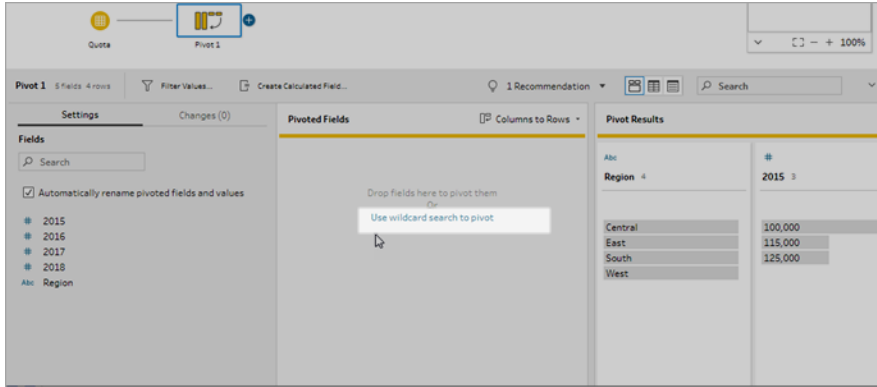 Quota
Pivot 1
100%
Pivot 1 5 fields 4 rows Filter Values... Create Calculated Field... 1 Recommendation Search
Settings Changes (0)
Fields
Search
Automatically rename pivoted fields and values
# 2015
# 2016
# 2017
# 2018
Abc Region
Pivoted Fields Columns to Rows
Drop fields here to pivot them
Or
Use wildcard search to pivot
Pivot Results
Abc
Region 4
Central
East
South
West
#
2015 3
100,000
115,000
125,000